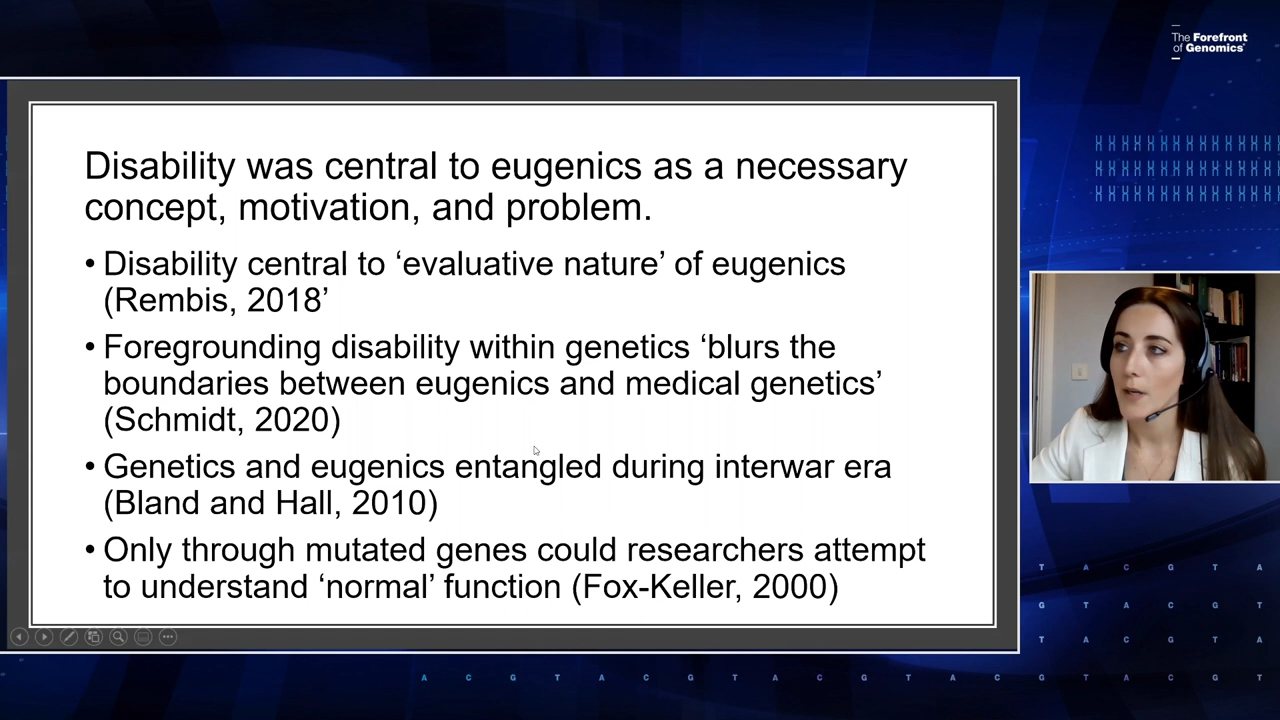 The Forefront
of Genomics
Disability was central to eugenics as a necessary
concept, motivation, and problem.
• Disability central to ‘evaluative nature’ of eugenics
(Rembis, 2018’
• Foregrounding disability within genetics ‘blurs the
boundaries between eugenics and medical genetics’
(Schmidt, 2020)
• Genetics and eugenics entangled during interwar era
(Bland and Hall, 2010)
• Only through mutated genes could researchers attempt
to understand ‘normal’ function (Fox-Keller, 2000)
T A C G T A
G T A C G T
T A C G T A
A C G T A C G T A C G T A C G T A C G T